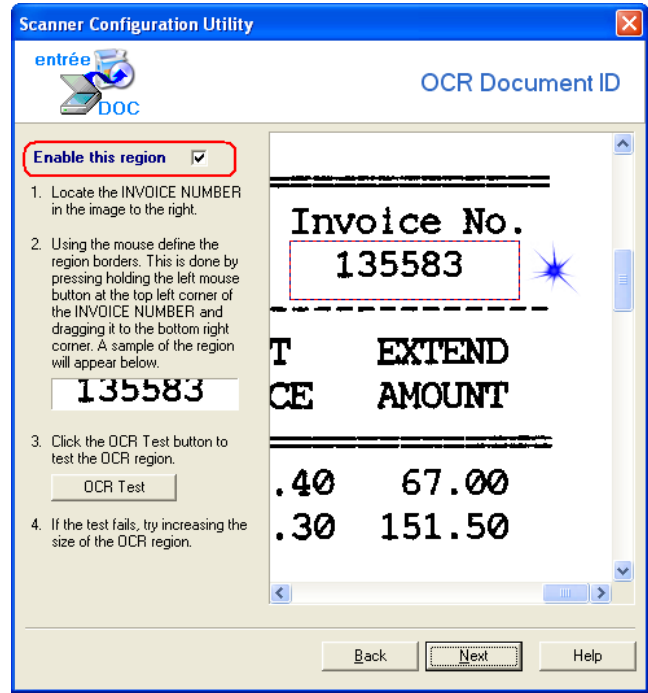 Scanner Configuration Utility
entrée
DOC
OCR Document ID
Enable this region
1. Locate the INVOICE NUMBER
in the image to the right.
2. Using the mouse define the
region borders. This is done by
pressing holding the left mouse
button at the top left corner of
the INVOICE NUMBER and
dragging it to the bottom right
corner. A sample of the region
will appear below.
135583
3. Click the OCR Test button to
test the OCR region.
OCR Test
4. If the test fails, try increasing the
size of the OCR region.
Invoice No.
135583
T EXTEND
CE AMOUNT
.40 67.00
.30 151.50
Back Next Help